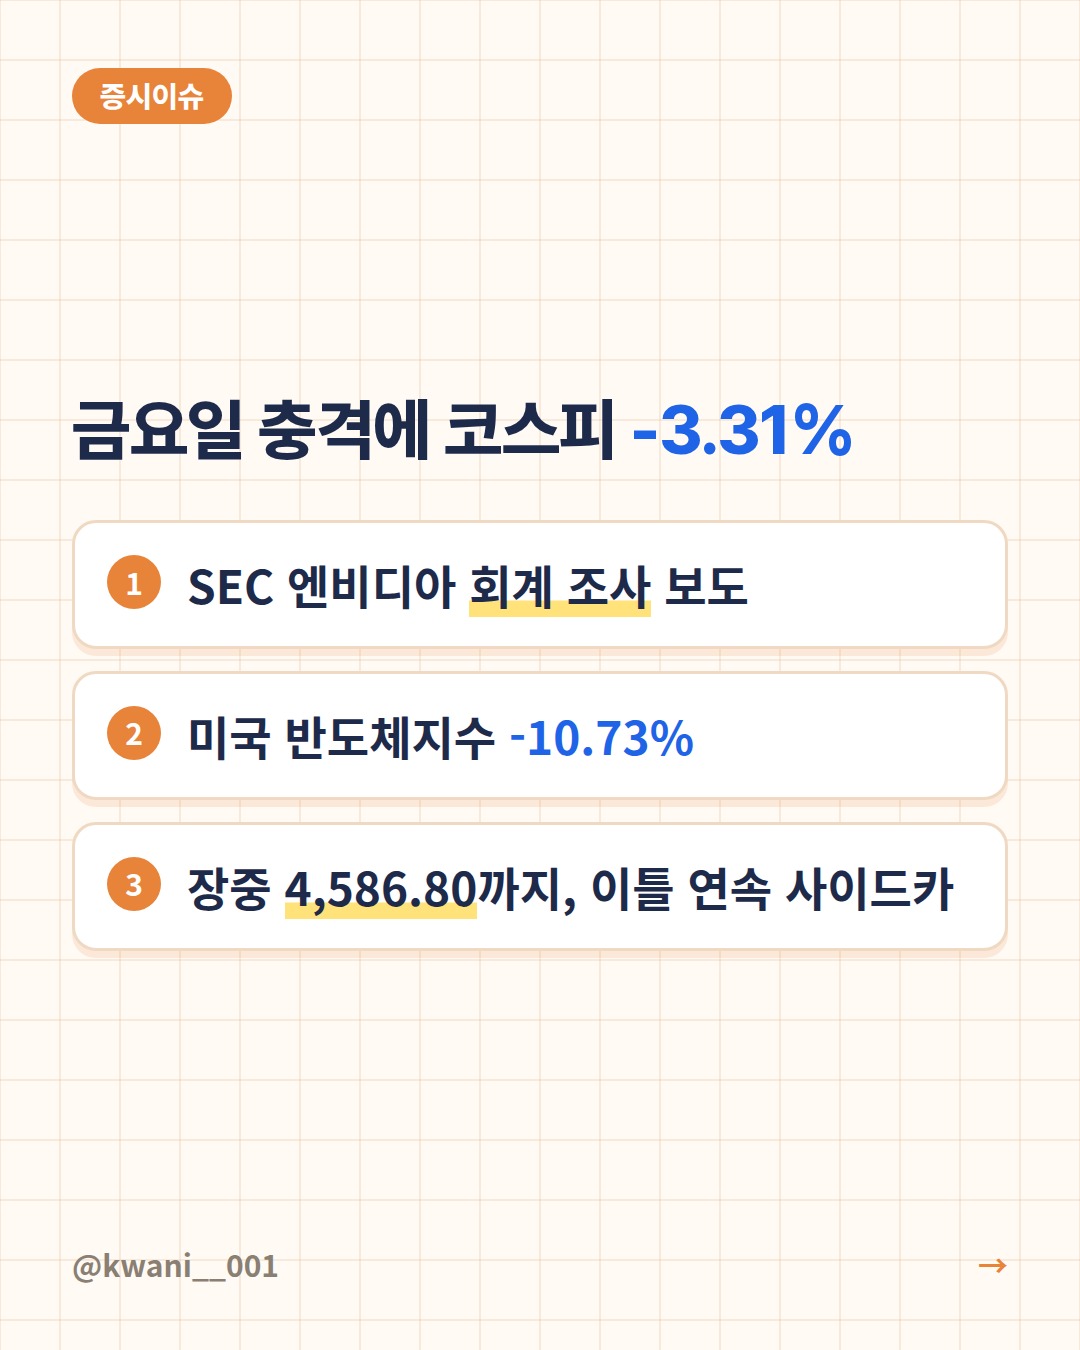 증시이슈
금요일 충격에 코스피 -3.31%
1 SEC 엔비디아 회계 조사 보도
2 미국 반도체지수 -10.73%
3 장중 4,586.80까지, 이틀 연속 사이드카
@kwani__001 →